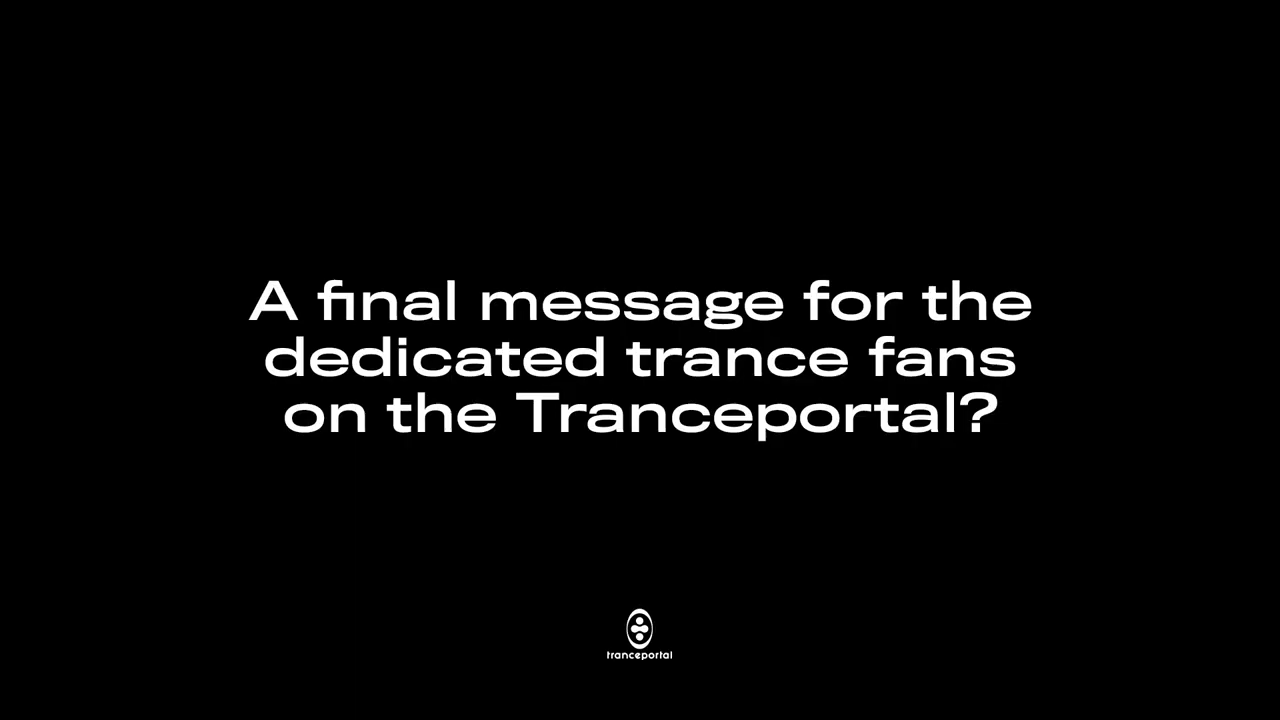 A final message for the
dedicated trance fans
on the Tranceportal?
tranceportal